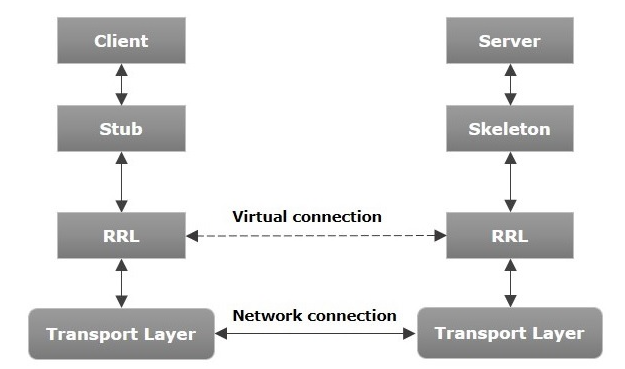 Client
Server
Stub
Skeleton
Virtual connection
RRL
RRL
Network connection
Transport Layer
Transport Layer